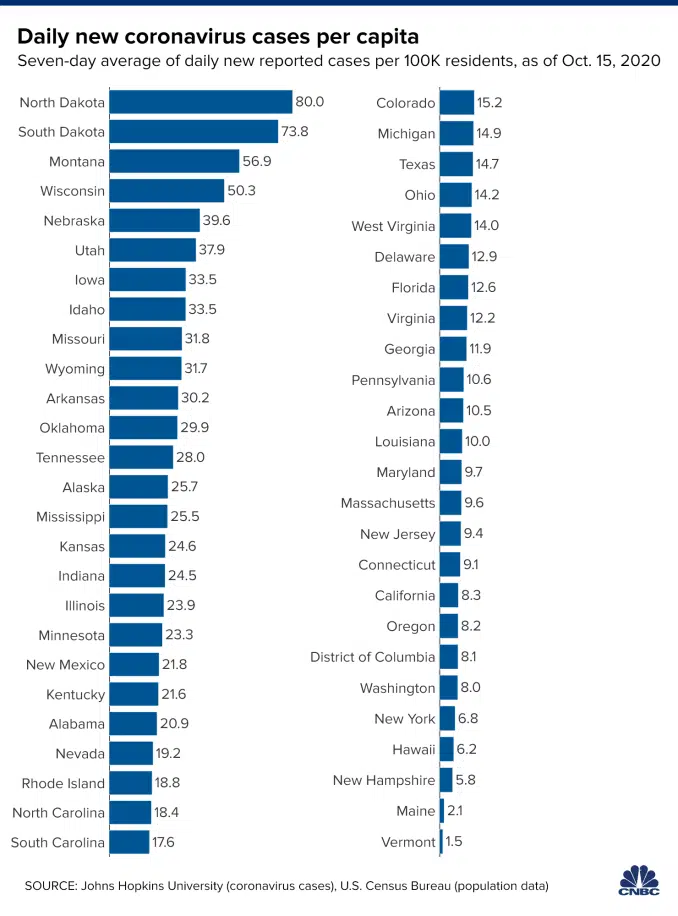 Daily new coronavirus cases per capita
Seven-day average of daily new reported cases per 100K residents, as of Oct. 15, 2020
North Dakota 80.0
South Dakota 73.8
Montana 56.9
Wisconsin 50.3
Nebraska 39.6
Utah 37.9
Iowa 33.5
Idaho 33.5
Missouri 31.8
Wyoming 31.7
Arkansas 30.2
Oklahoma 29.9
Tennessee 28.0
Alaska 25.7
Mississippi 25.5
Kansas 24.6
Indiana 24.5
Illinois 23.9
Minnesota 23.3
New Mexico 21.8
Kentucky 21.6
Alabama 20.9
Nevada 19.2
Rhode Island 18.8
North Carolina 18.4
South Carolina 17.6
Colorado 15.2
Michigan 14.9
Texas 14.7
Ohio 14.2
West Virginia 14.0
Delaware 12.9
Florida 12.6
Virginia 12.2
Georgia 11.9
Pennsylvania 10.6
Arizona 10.5
Louisiana 10.0
Maryland 9.7
Massachusetts 9.6
New Jersey 9.4
Connecticut 9.1
California 8.3
Oregon 8.2
District of Columbia 8.1
Washington 8.0
New York 6.8
Hawaii 6.2
New Hampshire 5.8
Maine 2.1
Vermont 1.5
SOURCE: Johns Hopkins University (coronavirus cases), U.S. Census Bureau (population data)
CNBC